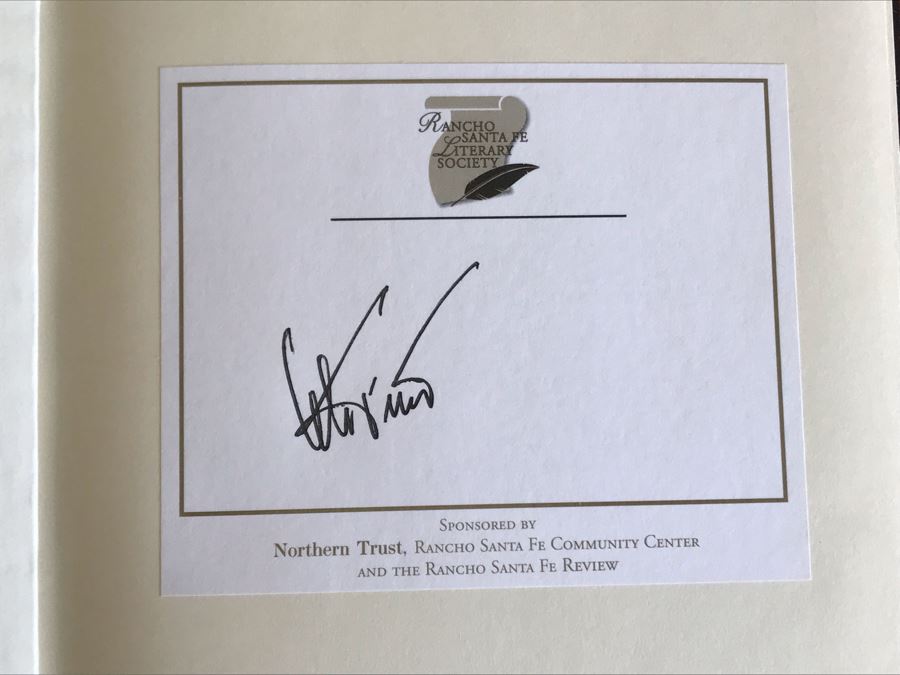 RANCHO
SANTA FE
LITERARY
SOCIETY
SPONSORED BY
Northern Trust, RANCHO SANTA FE COMMUNITY CENTER
AND THE RANCHO SANTA FE REVIEW